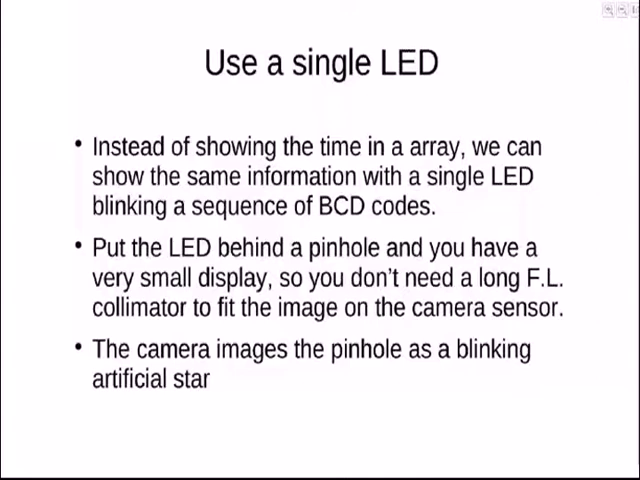 Use a single LED
• Instead of showing the time in a array, we can
show the same information with a single LED
blinking a sequence of BCD codes.
• Put the LED behind a pinhole and you have a
very small display, so you don't need a long F.L.
collimator to fit the image on the camera sensor.
• The camera images the pinhole as a blinking
artificial star